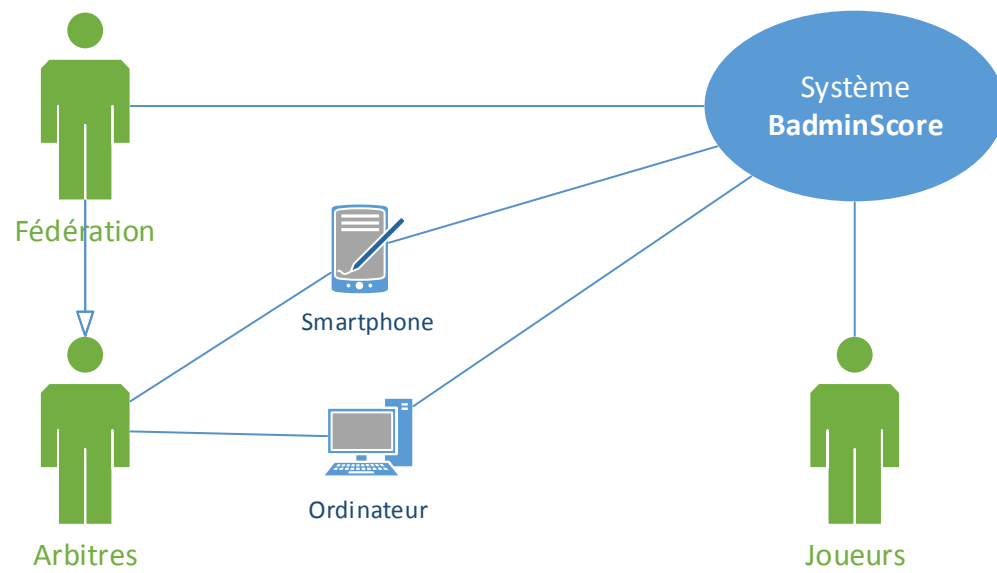 Système
BadminScore
Fédération
Smartphone
Ordinateur
Arbitres
Joueurs